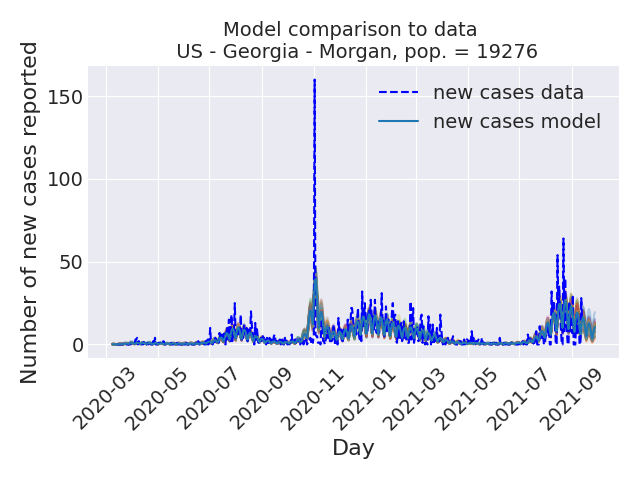 Model comparison to data
US - Georgia - Morgan, pop. = 19276
Number of new cases reported
150
100
50
0
new cases data
new cases model
2020-03
2020-05
2020-07
2020-09
2020-11
2021-01
2021-03
2021-05
2021-07
2021-09
Day